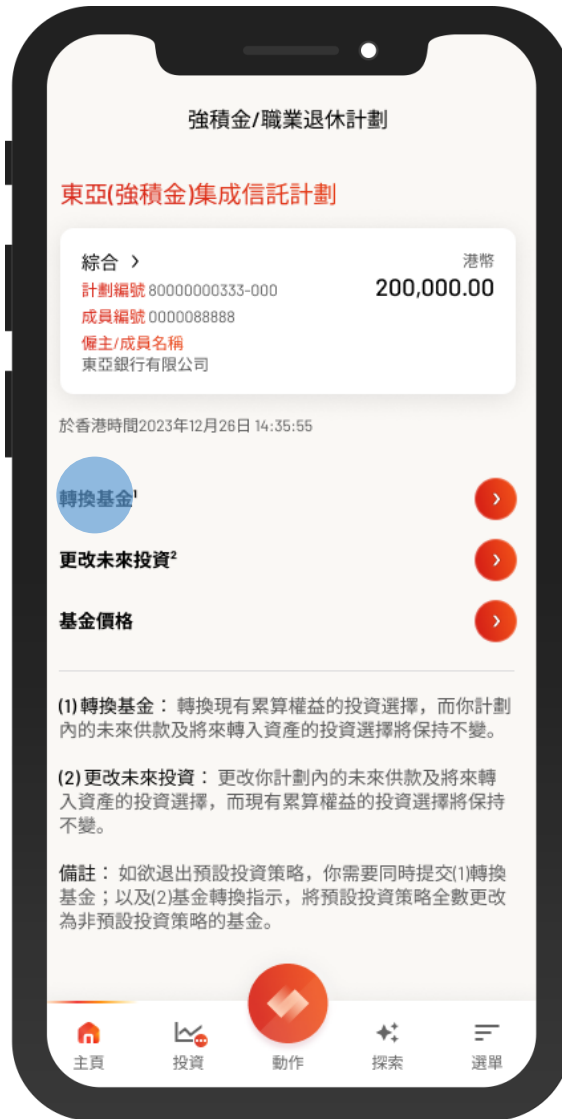 強積金/職業退休計劃
東亞(強積金)集成信託計劃
綜合 >
港幣
計劃編號 80000000333-000
200,000.00
成員編號 0000088888
僱主/成員名稱
東亞銀行有限公司
於香港時間2023年12月26日 14:35:55
轉換基金¹
更改未來投資²
基金價格
(1) 轉換基金： 轉換現有累算權益的投資選擇，而你計劃
內的未來供款及將來轉入資產的投資選擇將保持不變。
(2) 更改未來投資： 更改你計劃內的未來供款及將來轉
入資產的投資選擇，而現有累算權益的投資選擇將保持
不變。
備註： 如欲退出預設投資策略，你需要同時提交(1)轉換
基金；以及(2)基金轉換指示，將預設投資策略全數更改
為非預設投資策略的基金。
主頁
投資
動作
探索
選單